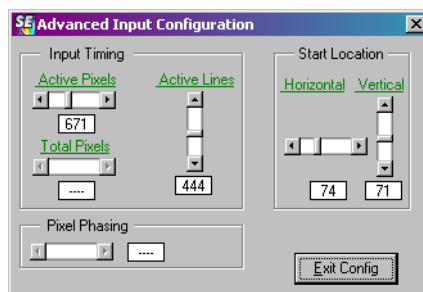 SE Advanced Input Configuration
Input Timing
Start Location
Active Pixels
Active Lines
Horizontal
Vertical
671
Total Pixels
----
444
74
71
Pixel Phasing
----
Exit Config